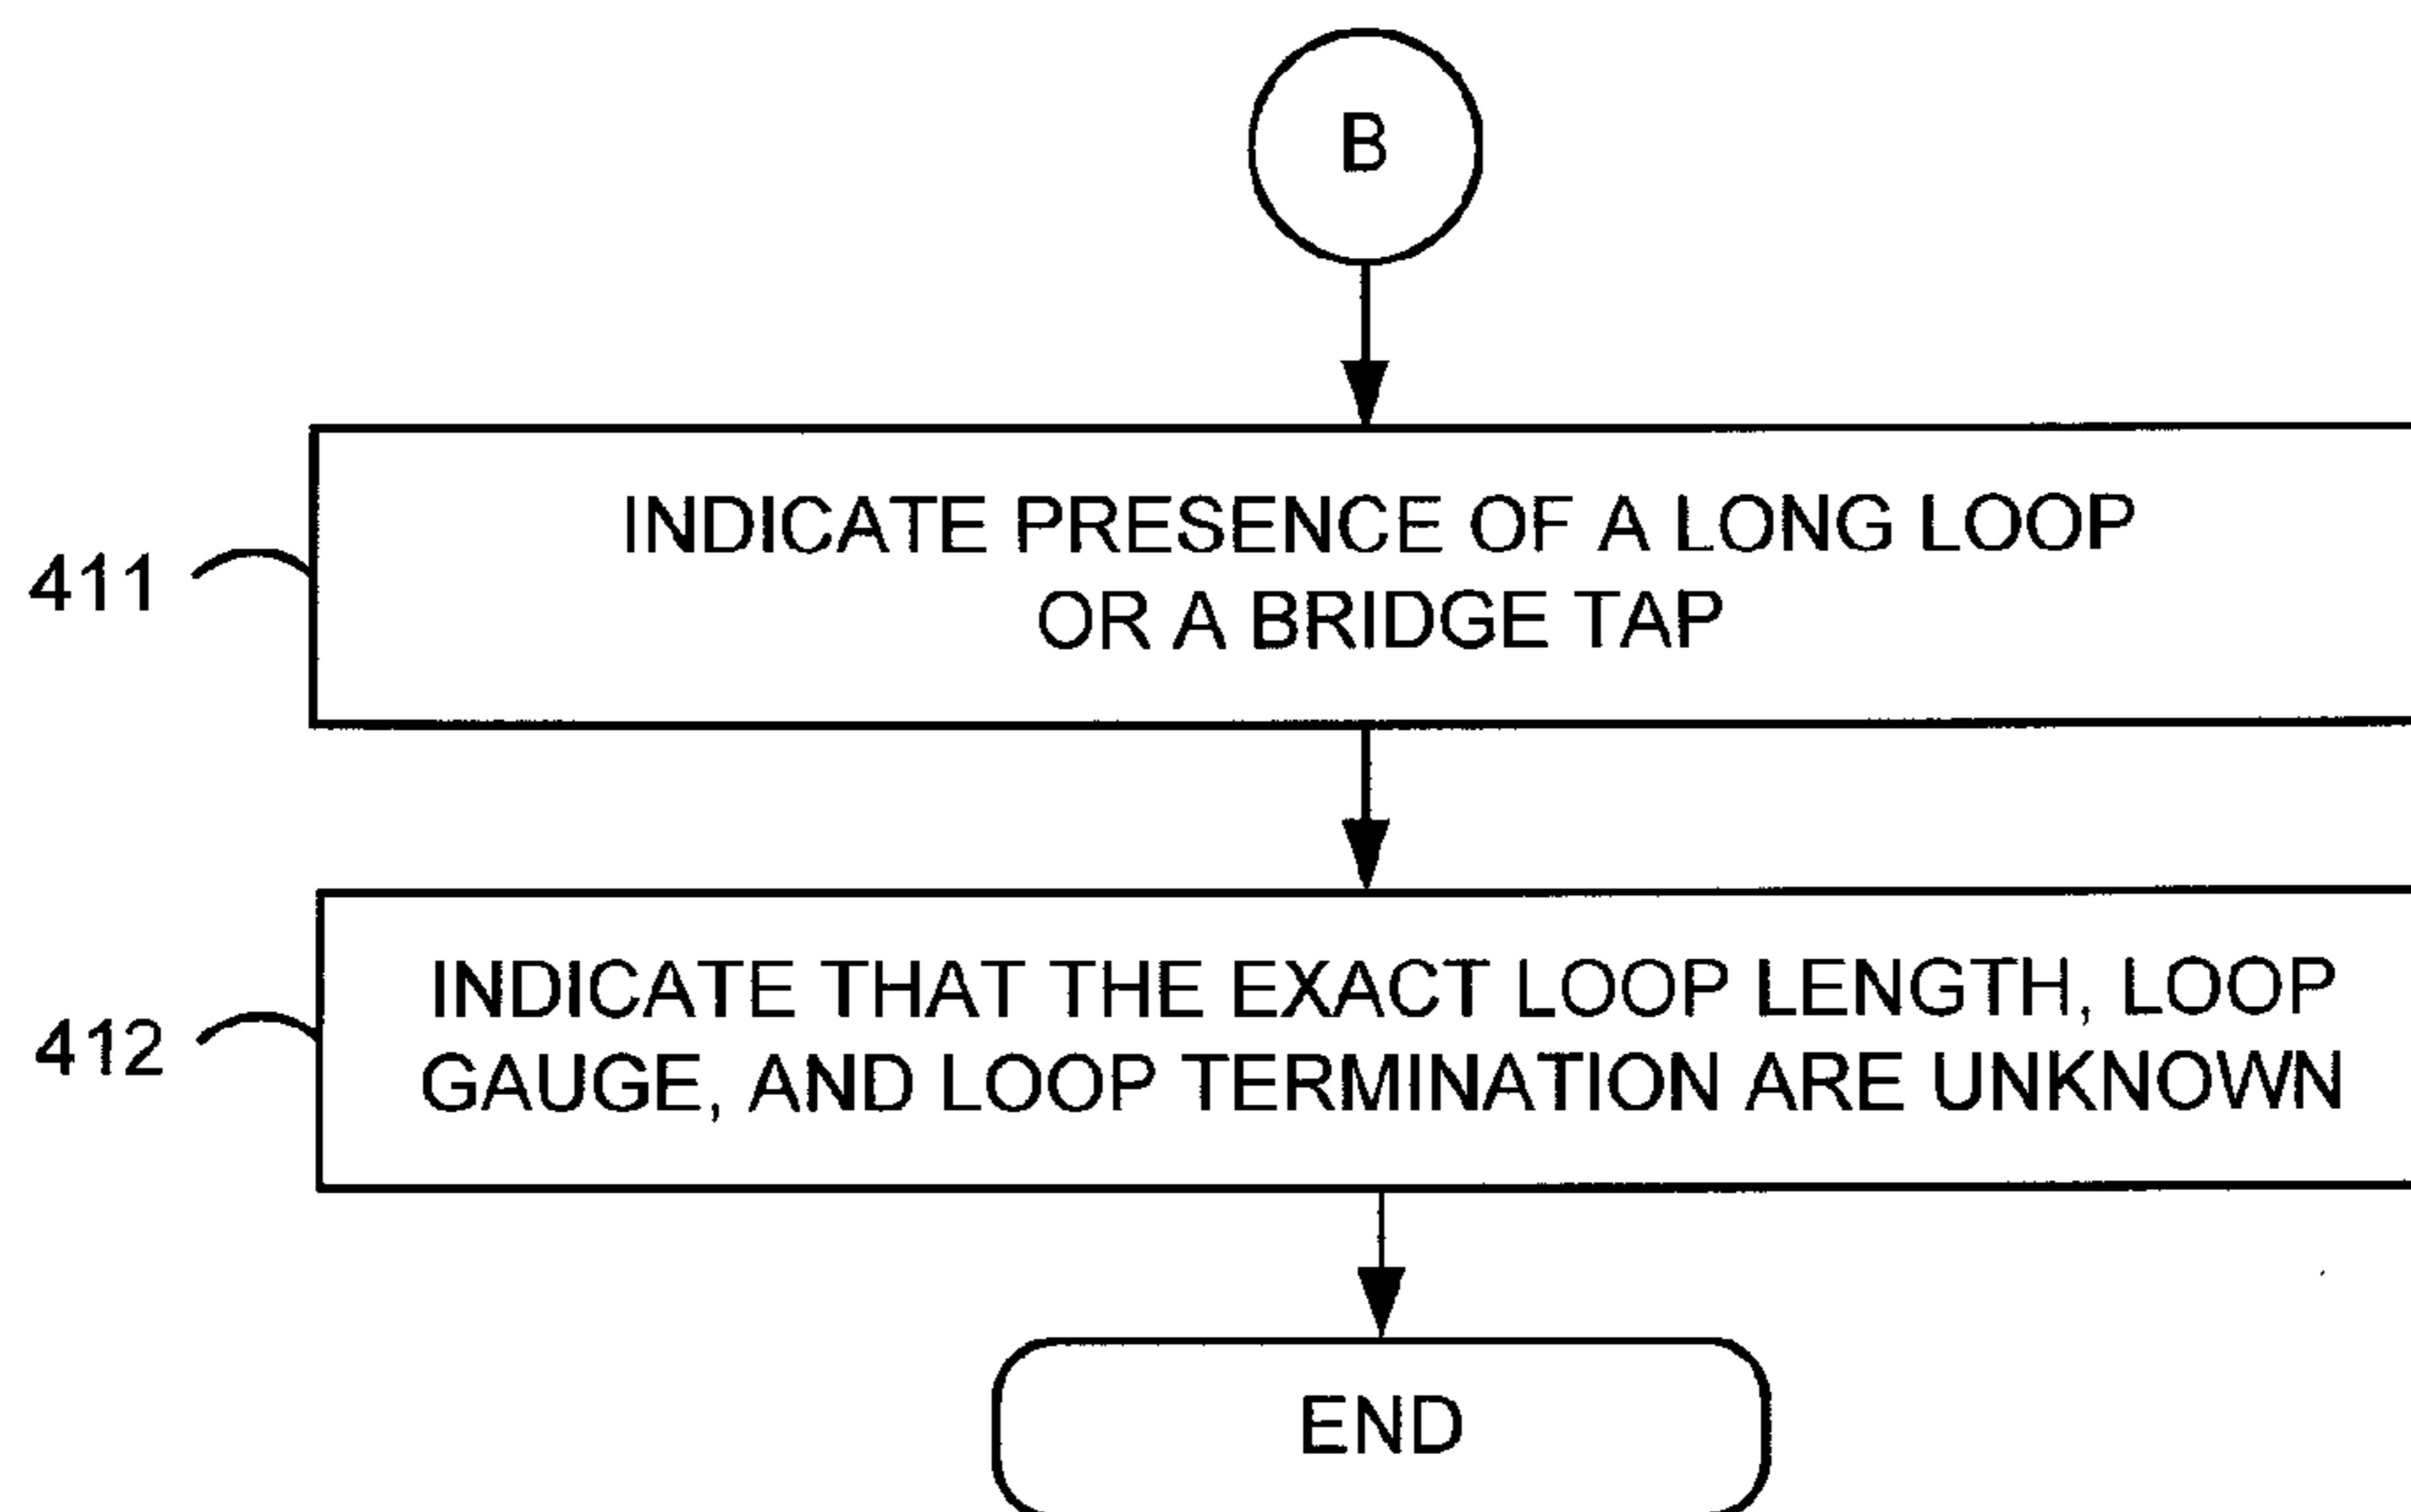 B
INDICATE PRESENCE OF A LONG LOOP
OR A BRIDGE TAP
411
INDICATE THAT THE EXACT LOOP LENGTH, LOOP
GAUGE, AND LOOP TERMINATION ARE UNKNOWN
412
END